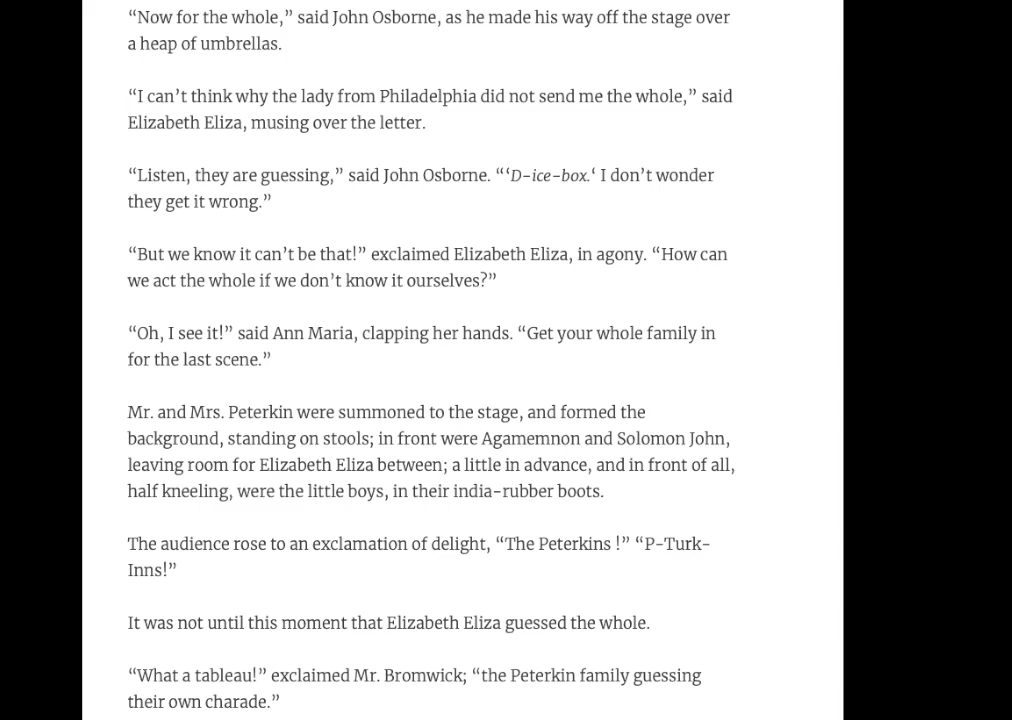 “Now for the whole,” said John Osborne, as he made his way off the stage over
a heap of umbrellas.
“I can’t think why the lady from Philadelphia did not send me the whole,” said
Elizabeth Eliza, musing over the letter.
“Listen, they are guessing,” said John Osborne. “‘D-ice-box.‘ I don’t wonder
they get it wrong.”
“But we know it can’t be that!” exclaimed Elizabeth Eliza, in agony. “How can
we act the whole if we don’t know it ourselves?”
“Oh, I see it!” said Ann Maria, clapping her hands. “Get your whole family in
for the last scene.”
Mr. and Mrs. Peterkin were summoned to the stage, and formed the
background, standing on stools; in front were Agamemnon and Solomon John,
leaving room for Elizabeth Eliza between; a little in advance, and in front of all,
half kneeling, were the little boys, in their india-rubber boots.
The audience rose to an exclamation of delight, “The Peterkins !” “P-Turk-
Inns!”
It was not until this moment that Elizabeth Eliza guessed the whole.
“What a tableau!” exclaimed Mr. Bromwick; “the Peterkin family guessing
their own charade.”